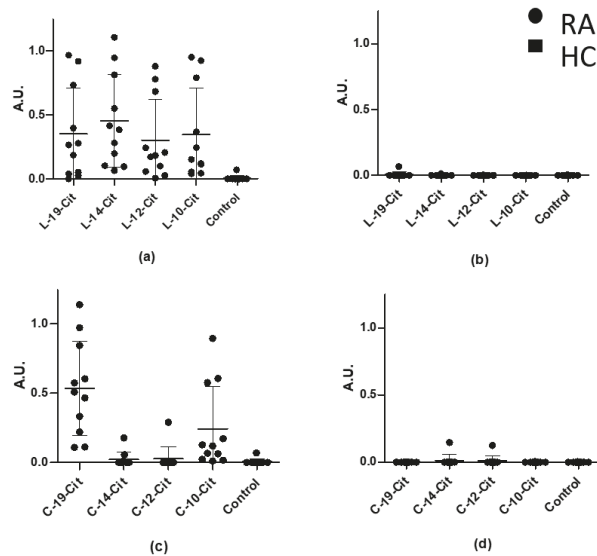 RA
HC
1.0
0.5
0.0
A.U.
L-19-Cit
L-14-Cit
L-12-Cit
L-10-Cit
Control
(a)
1.0
0.5
0.0
A.U.
L-19-Cit
L-14-Cit
L-12-Cit
L-10-Cit
Control
(b)
1.0
0.5
0.0
A.U.
C-19-Cit
C-14-Cit
C-12-Cit
C-10-Cit
Control
(c)
1.0
0.5
0.0
A.U.
C-19-Cit
C-14-Cit
C-12-Cit
C-10-Cit
Control
(d)